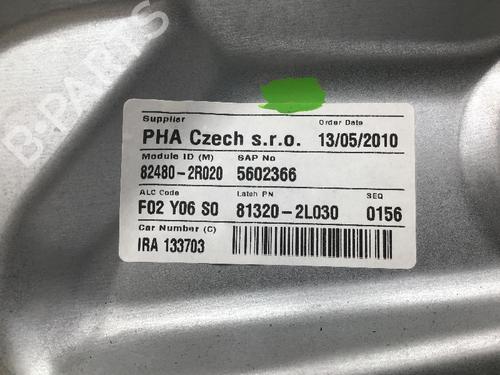 B-PARTS
Supplier Order Date
PHA Czech s.r.o. 13/05/2010
Module ID (M) SAP No
82480-2R020 5602366
ALC Code Latch PN SEQ
F02 Y06 S0 81320-2L030 0156
Car Number (C)
IRA 133703